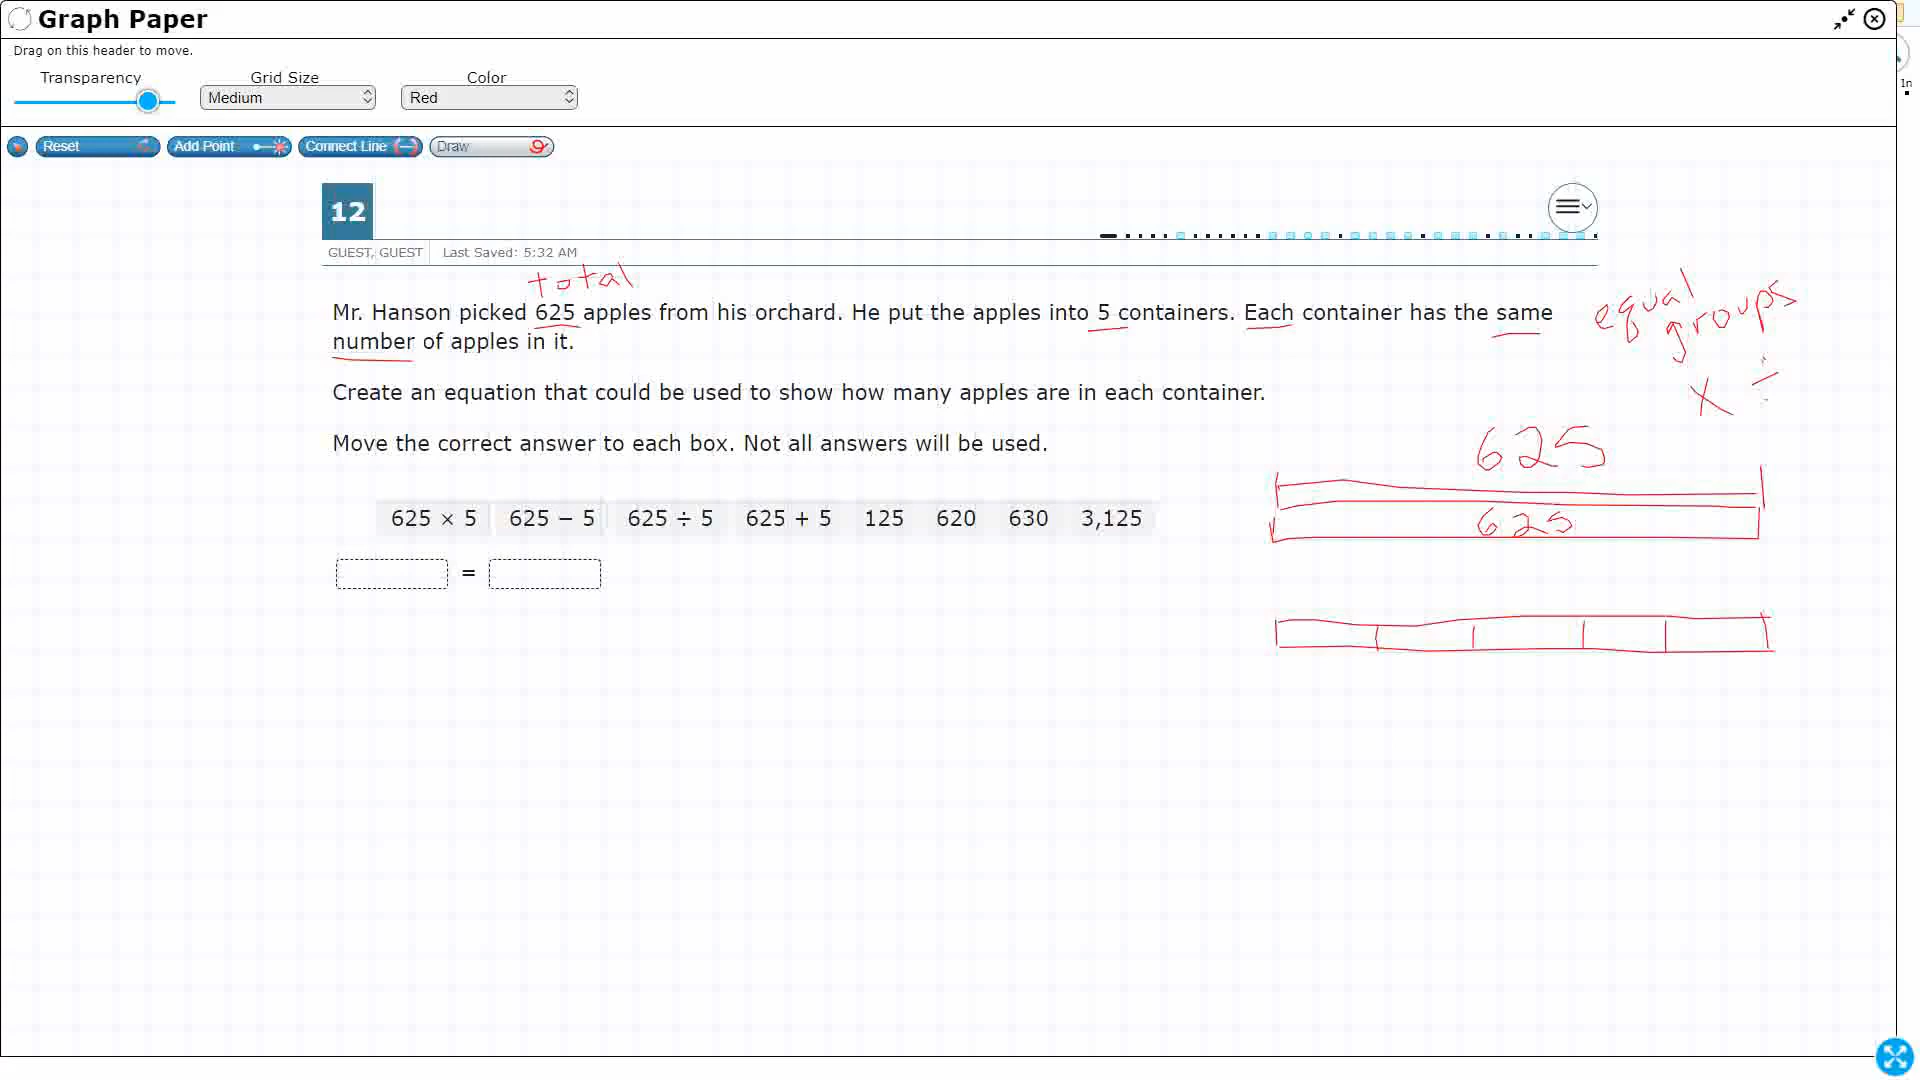 Graph Paper
Drag on this header to move.
Transparency Grid Size Color
Medium Red
1n
Reset Add Point Connect Line Draw
12
GUEST, GUEST Last Saved: 5:32 AM
total
Mr. Hanson picked 625 apples from his orchard. He put the apples into 5 containers. Each container has the same
number of apples in it.
equal
groups
× ÷
Create an equation that could be used to show how many apples are in each container.
Move the correct answer to each box. Not all answers will be used.
625
625 × 5 625 − 5 625 ÷ 5 625 + 5 125 620 630 3,125
625
=